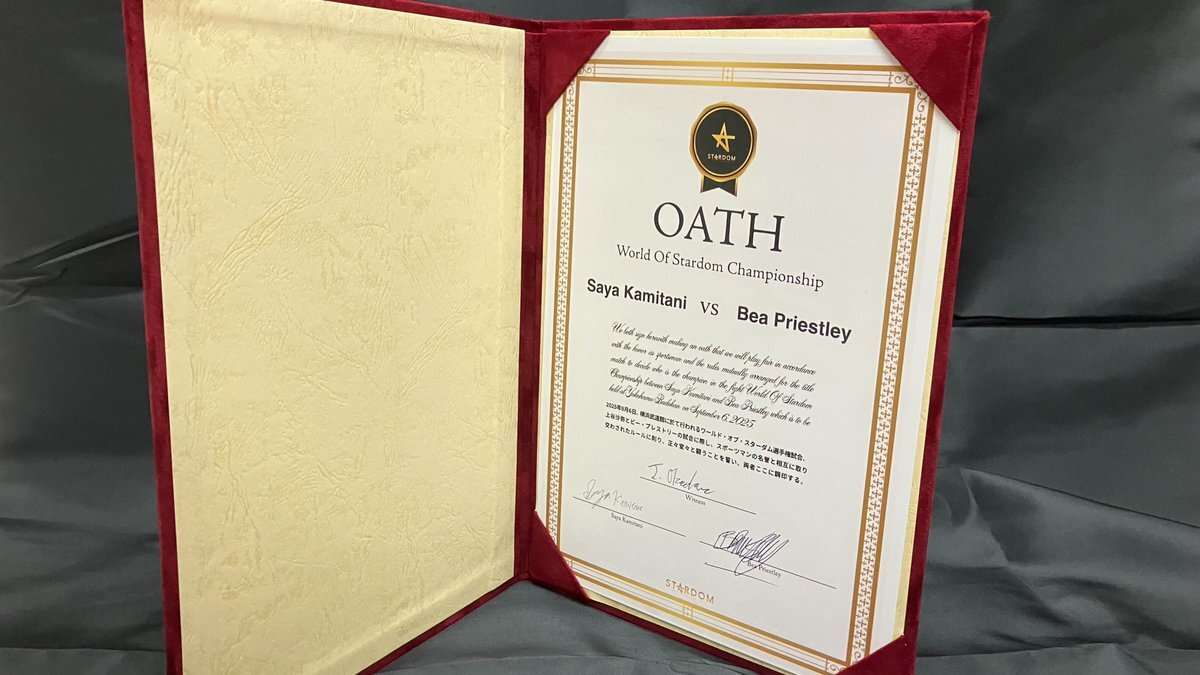 STARDOM
OATH
World Of Stardom Championship
Saya Kamitani VS Bea Priestley
We both sign herewith making an oath that we will play fair in accordance
with the honor as sportsman and the rules mutually arranged for the title
match to decide who is the champion in the fight World Of Stardom
Championship between Saya Kamitani and Bea Priestley which is to be
held at Yokohama Budokan on September 6, 2025
2025年9月6日、横浜武道館に於て行われるワールド・オブ・スターダム選手権試合、
上谷沙弥とビー・プレストリーの試合に際し、スポーツマンの名誉と相互に取り
交わされたルールに則り、正々堂々と闘うことを誓い、両者ここに調印する。
Witness
Saya Kamitani
Saya Kamitani
Bea Priestley
STARDOM